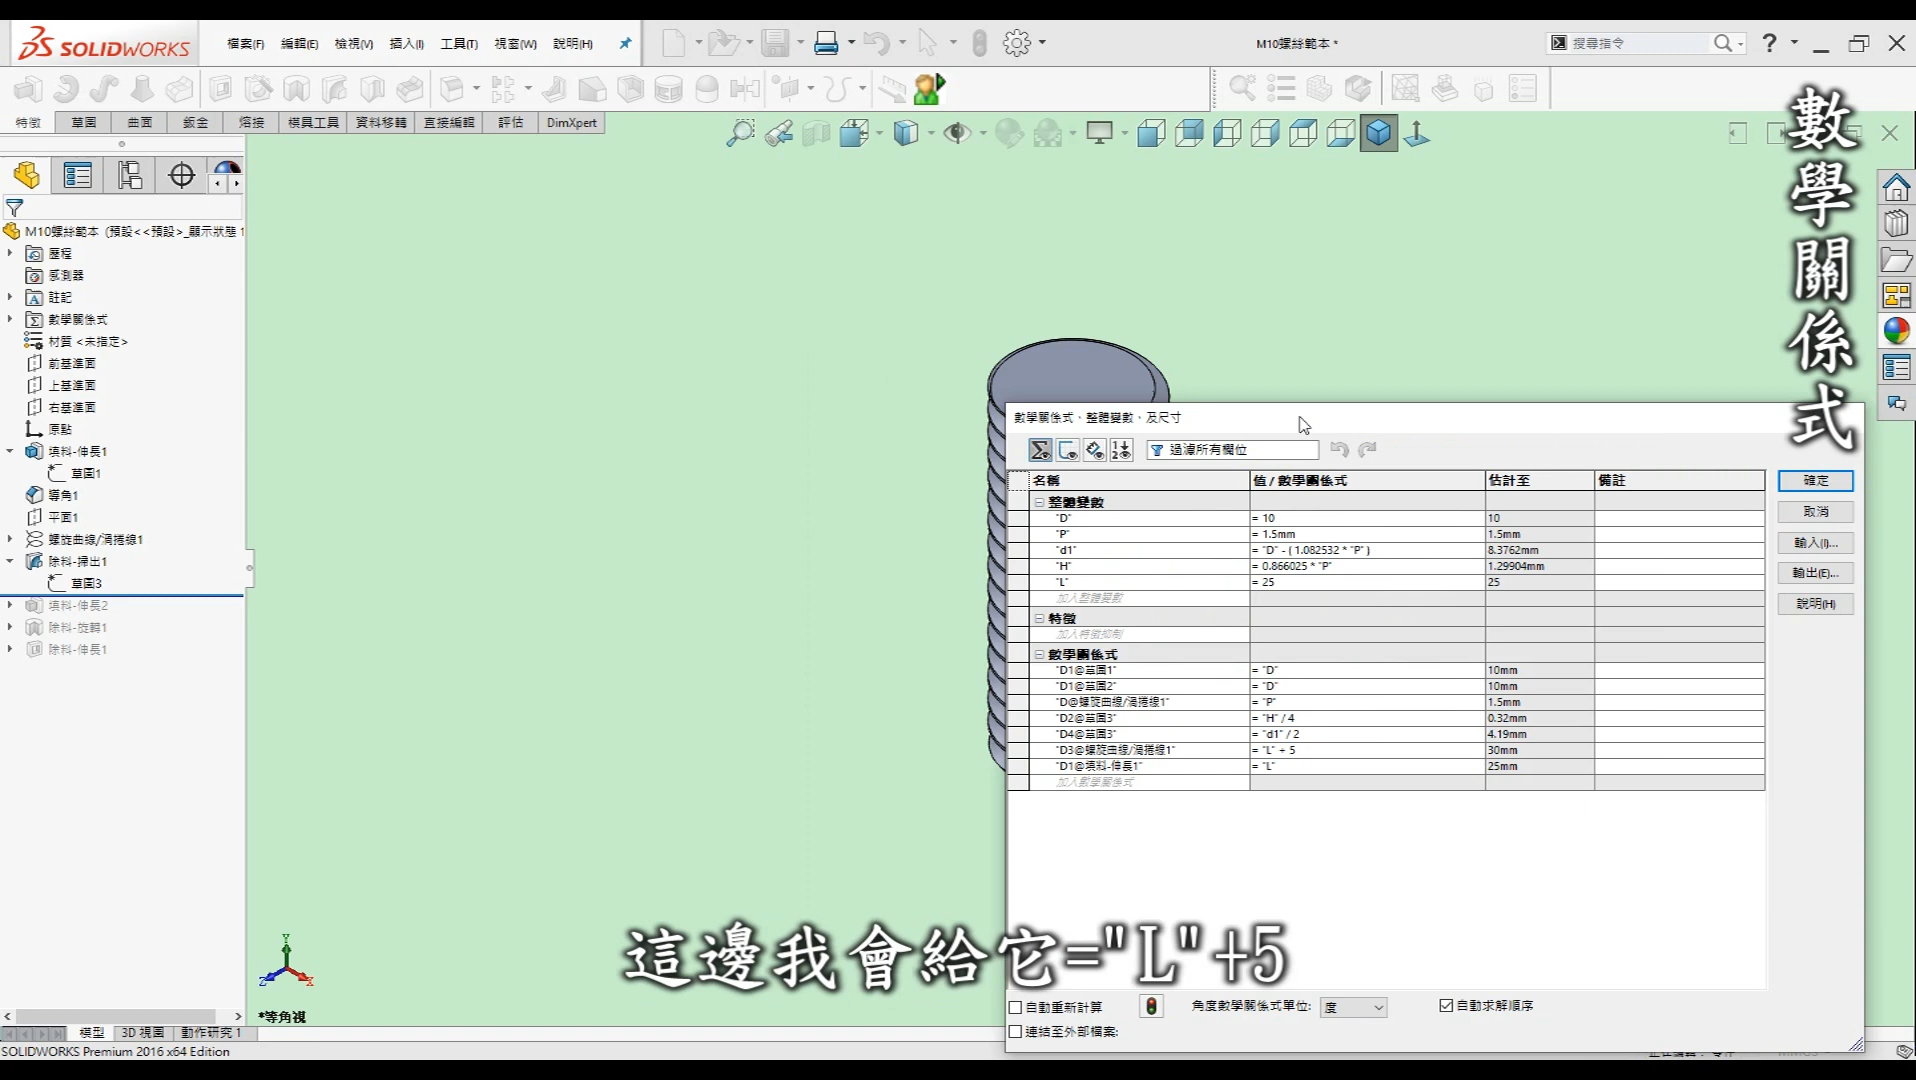 SOLIDWORKS
檔案(F) 編輯(E) 檢視(V) 插入(I) 工具(T) 視窗(W) 說明(H)
M10螺絲範本 *
搜尋指令
特徵 草圖 曲面 鈑金 熔接 模具工具 資料移轉 直接編輯 評估 DimXpert
M10螺絲範本 (預設<<預設>_顯示狀態 1
歷程
感測器
註記
數學關係式
材質 <未指定>
前基準面
上基準面
右基準面
原點
填料-伸長1
草圖1
導角1
平面1
螺旋曲線/渦捲線1
除料-掃出1
草圖3
填料-伸長2
除料-旋轉1
除料-伸長1
數學關係式
數學關係式、整體變數、及尺寸
過濾所有欄位
名稱 值 / 數學關係式 估計至 備註
整體變數
"D" = 10 10
"P" = 1.5mm 1.5mm
"d1" = "D" - ( 1.082532 * "P" ) 8.3762mm
"H" = 0.866025 * "P" 1.29904mm
"L" = 25 25
加入整體變數
特徵
加入特徵抑制
數學關係式
"D1@草圖1" = "D" 10mm
"D1@草圖2" = "D" 10mm
"D@螺旋曲線/渦捲線1" = "P" 1.5mm
"D2@草圖3" = "H" / 4 0.32mm
"D4@草圖3" = "d1" / 2 4.19mm
"D3@螺旋曲線/渦捲線1" = "L" + 5 30mm
"D1@填料-伸長1" = "L" 25mm
加入數學關係式
確定
取消
輸入(I)...
輸出(E)...
說明(H)
自動重新計算 角度數學關係式單位: 度 自動求解順序
連結至外部檔案:
這邊我會給它="L"+5
Y
Z X
*等角視
模型 3D 視圖 動作研究 1
SOLIDWORKS Premium 2016 x64 Edition